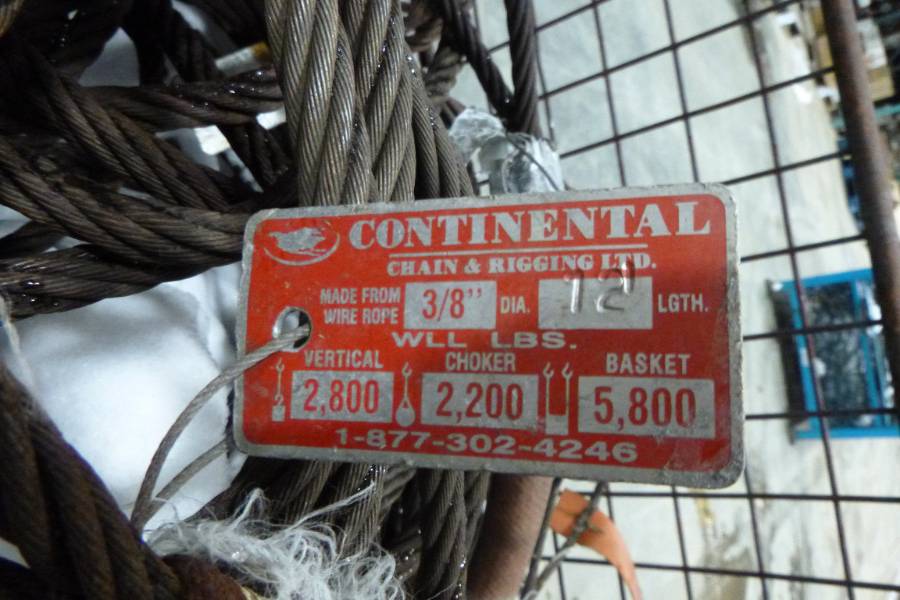 CONTINENTAL
CHAIN & RIGGING LTD.
MADE FROM WIRE ROPE 3/8" DIA. 12 LGTH.
WLL LBS.
VERTICAL CHOKER BASKET
2,800 2,200 5,800
1-877-302-4246